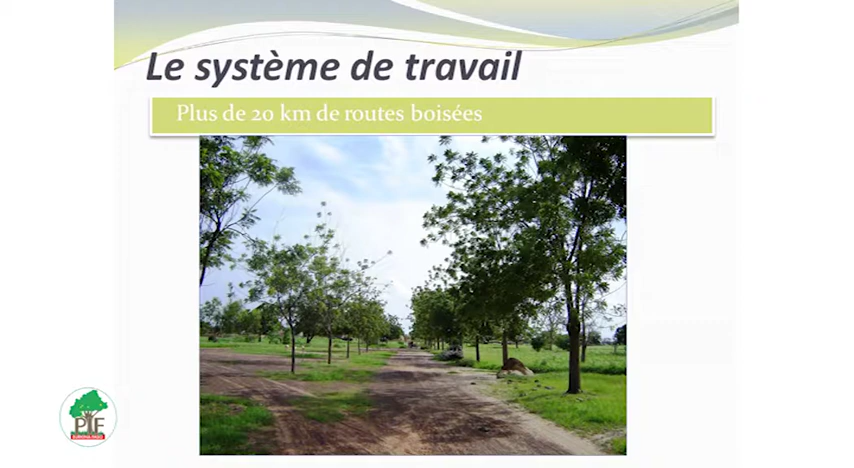 Le système de travail
Plus de 20 km de routes boisées
PIF
BURKINA FASO